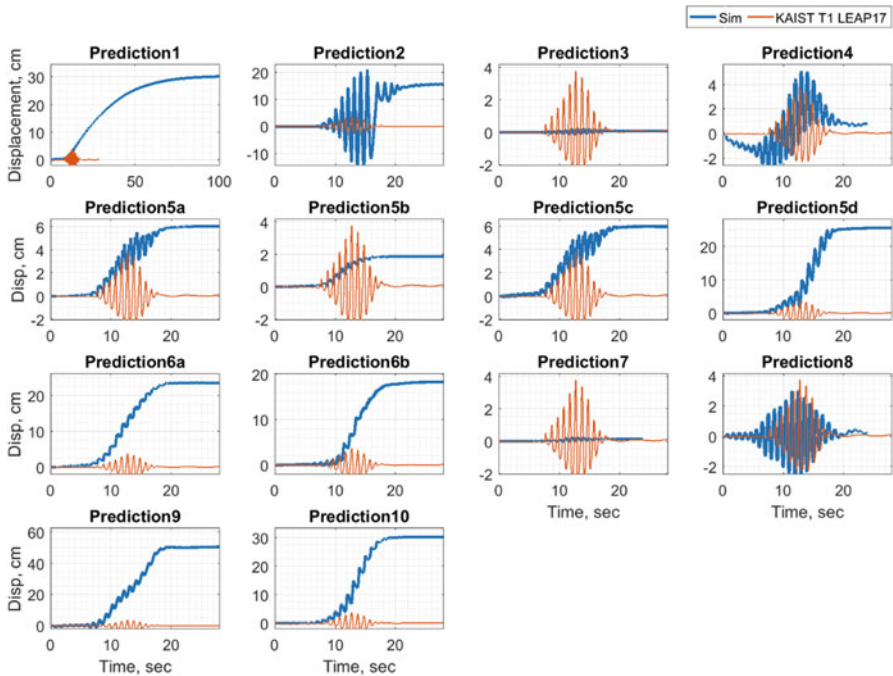 Sim KAIST T1 LEAP17
Prediction1 Prediction2 Prediction3 Prediction4
Displacement, cm
30
20
10
0
0 50 100
20
10
0
-10
0 10 20
4
2
0
-2
0 20
4
2
0
-2
0 20
Prediction5a Prediction5b Prediction5c Prediction5d
Disp, cm
6
4
2
0
-2
0 10 20
4
2
0
-2
0 10 20
6
4
2
0
-2
0 20
20
10
0
0 20
Prediction6a Prediction6b Prediction7 Prediction8
Disp, cm
20
10
0
0 10 20
20
10
0
0 10 20
4
2
0
-2
0 20
Time, sec
4
2
0
-2
0 20
Time, sec
Prediction9 Prediction10
Disp, cm
60
40
20
0
0 10 20
Time, sec
30
20
10
0
0 10 20
Time, sec